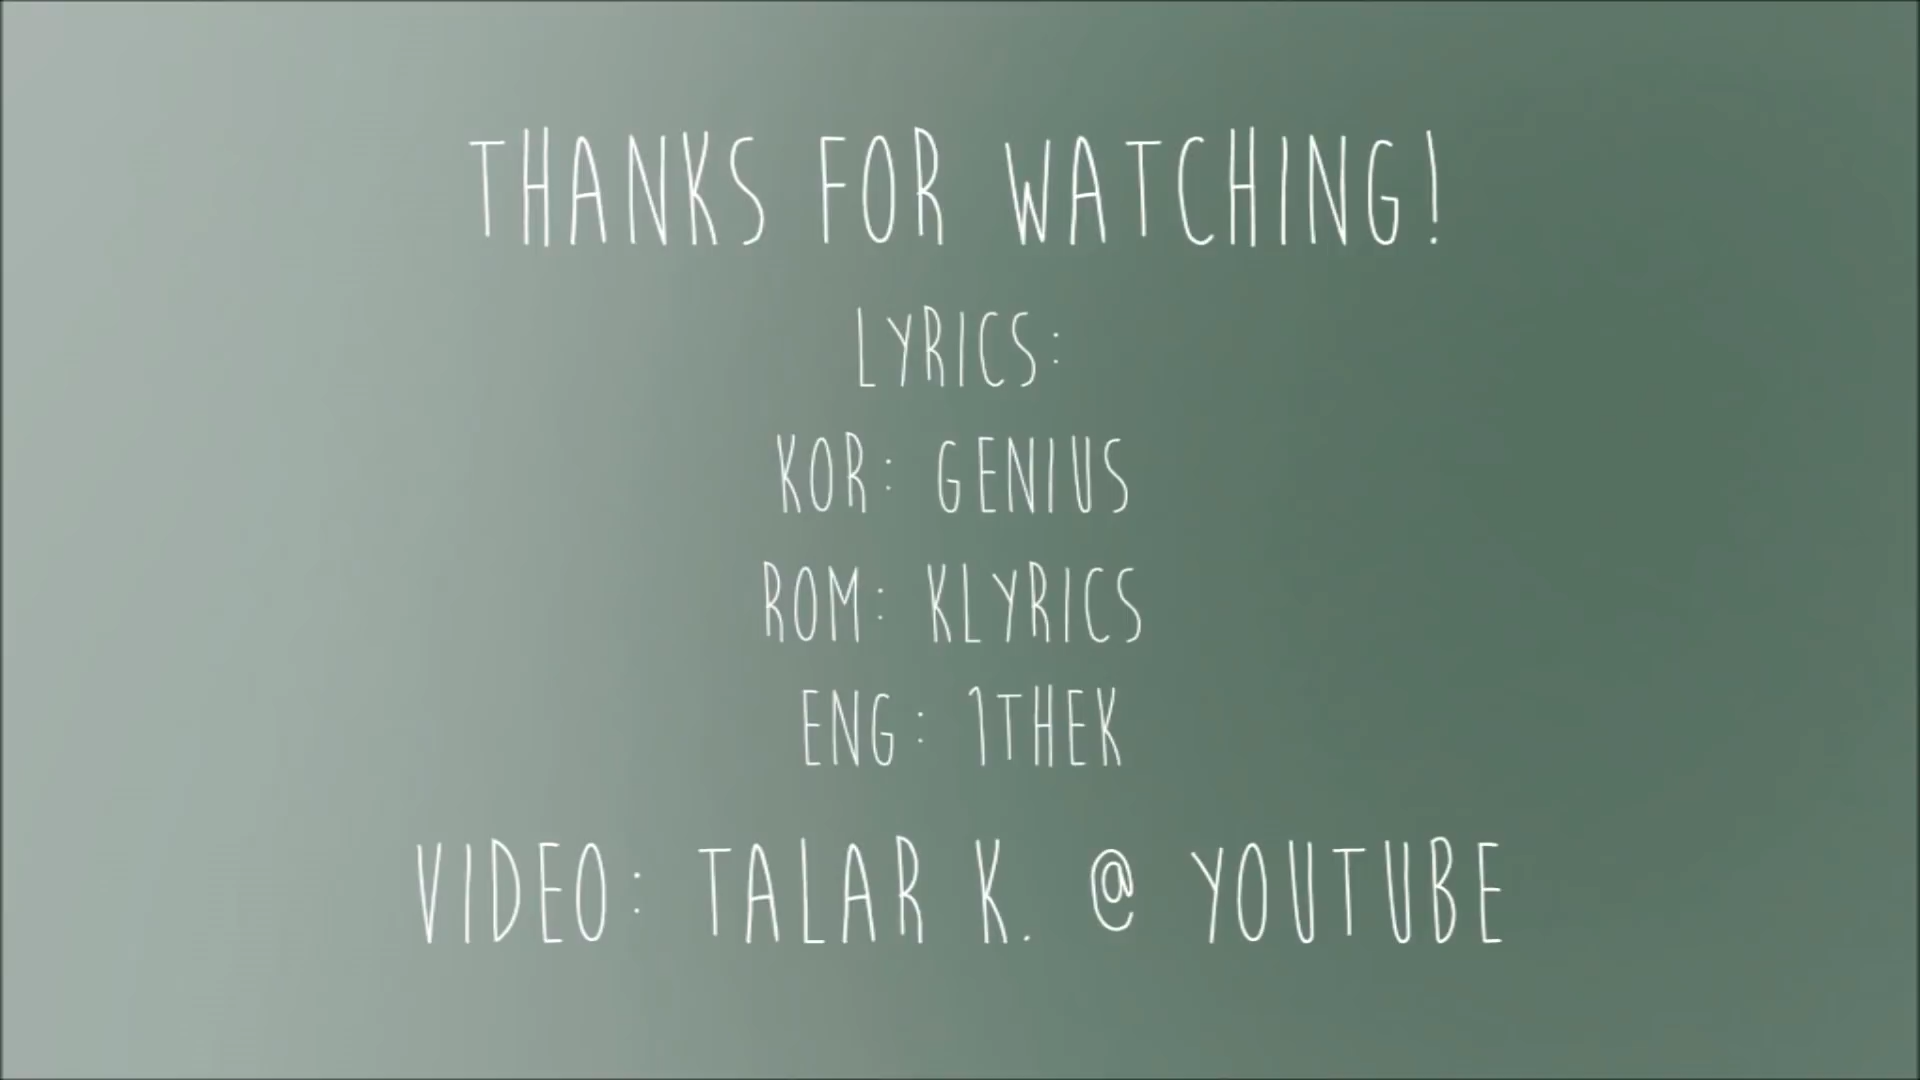 THANKS FOR WATCHING!
LYRICS:
KOR: GENIUS
ROM: KLYRICS
ENG: 1THEK
VIDEO: TALAR K. @ YOUTUBE